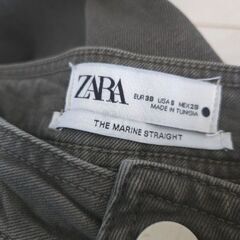 ZARA
EUR 38 USA 6 MEX 28
MADE IN TUNISIA
THE MARINE STRAIGHT